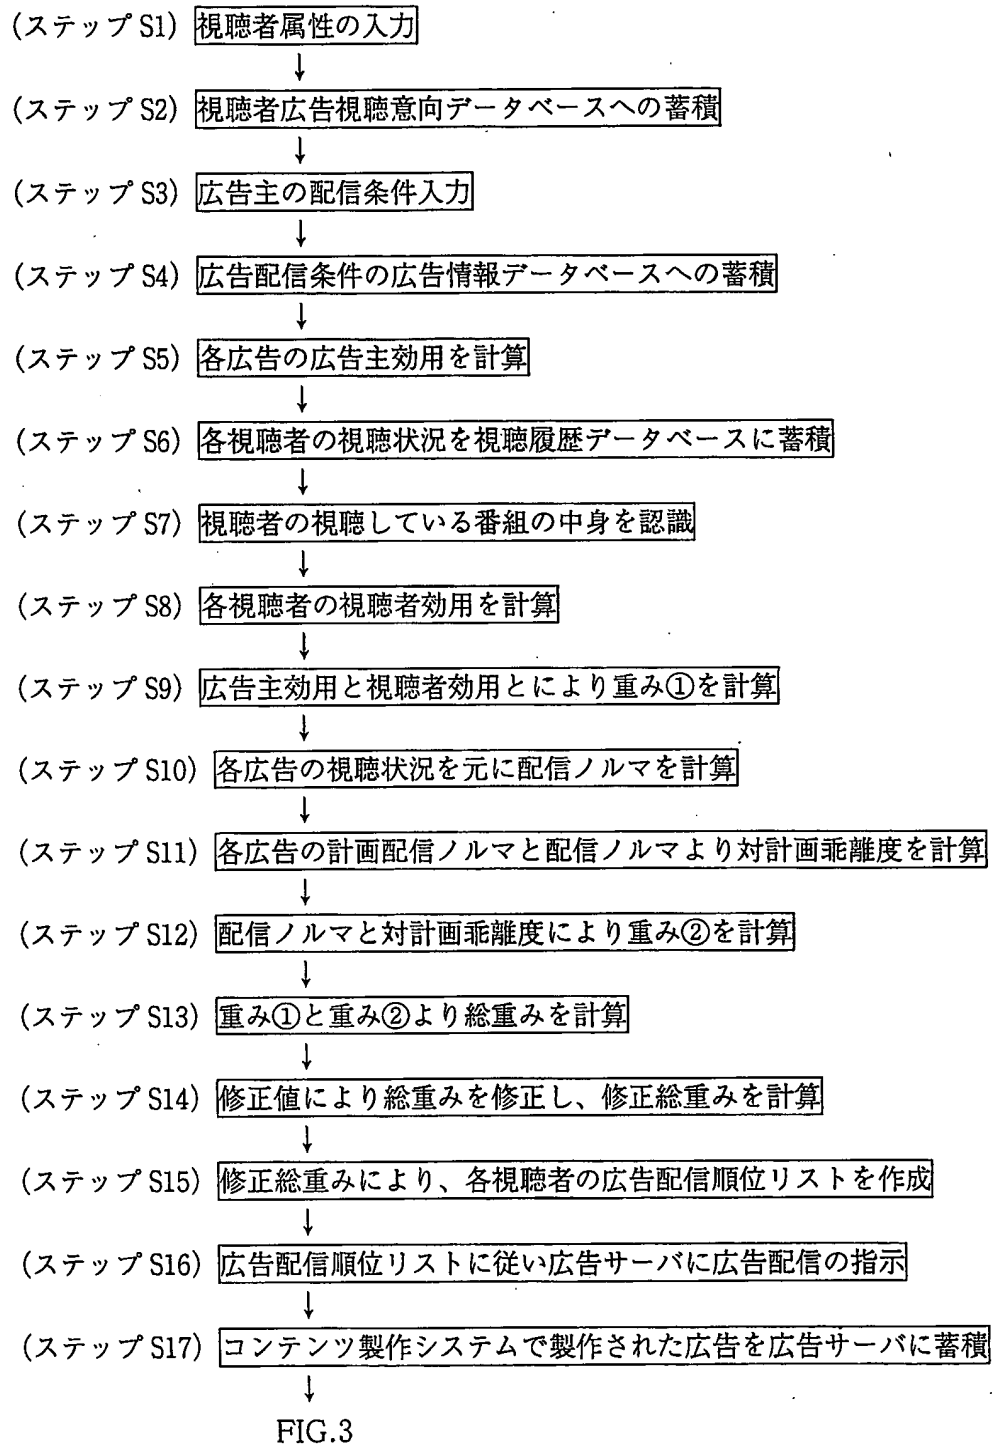 (ステップ S1) 視聴者属性の入力
↓
(ステップ S2) 視聴者広告視聴意向データベースへの蓄積
↓
(ステップ S3) 広告主の配信条件入力
↓
(ステップ S4) 広告配信条件の広告情報データベースへの蓄積
↓
(ステップ S5) 各広告の広告主効用を計算
↓
(ステップ S6) 各視聴者の視聴状況を視聴履歴データベースに蓄積
↓
(ステップ S7) 視聴者の視聴している番組の中身を認識
↓
(ステップ S8) 各視聴者の視聴者効用を計算
↓
(ステップ S9) 広告主効用と視聴者効用とにより重み①を計算
↓
(ステップ S10) 各広告の視聴状況を元に配信ノルマを計算
↓
(ステップ S11) 各広告の計画配信ノルマと配信ノルマより対計画乖離度を計算
↓
(ステップ S12) 配信ノルマと対計画乖離度により重み②を計算
↓
(ステップ S13) 重み①と重み②より総重みを計算
↓
(ステップ S14) 修正値により総重みを修正し、修正総重みを計算
↓
(ステップ S15) 修正総重みにより、各視聴者の広告配信順位リストを作成
↓
(ステップ S16) 広告配信順位リストに従い広告サーバに広告配信の指示
↓
(ステップ S17) コンテンツ製作システムで製作された広告を広告サーバに蓄積
↓
FIG.3